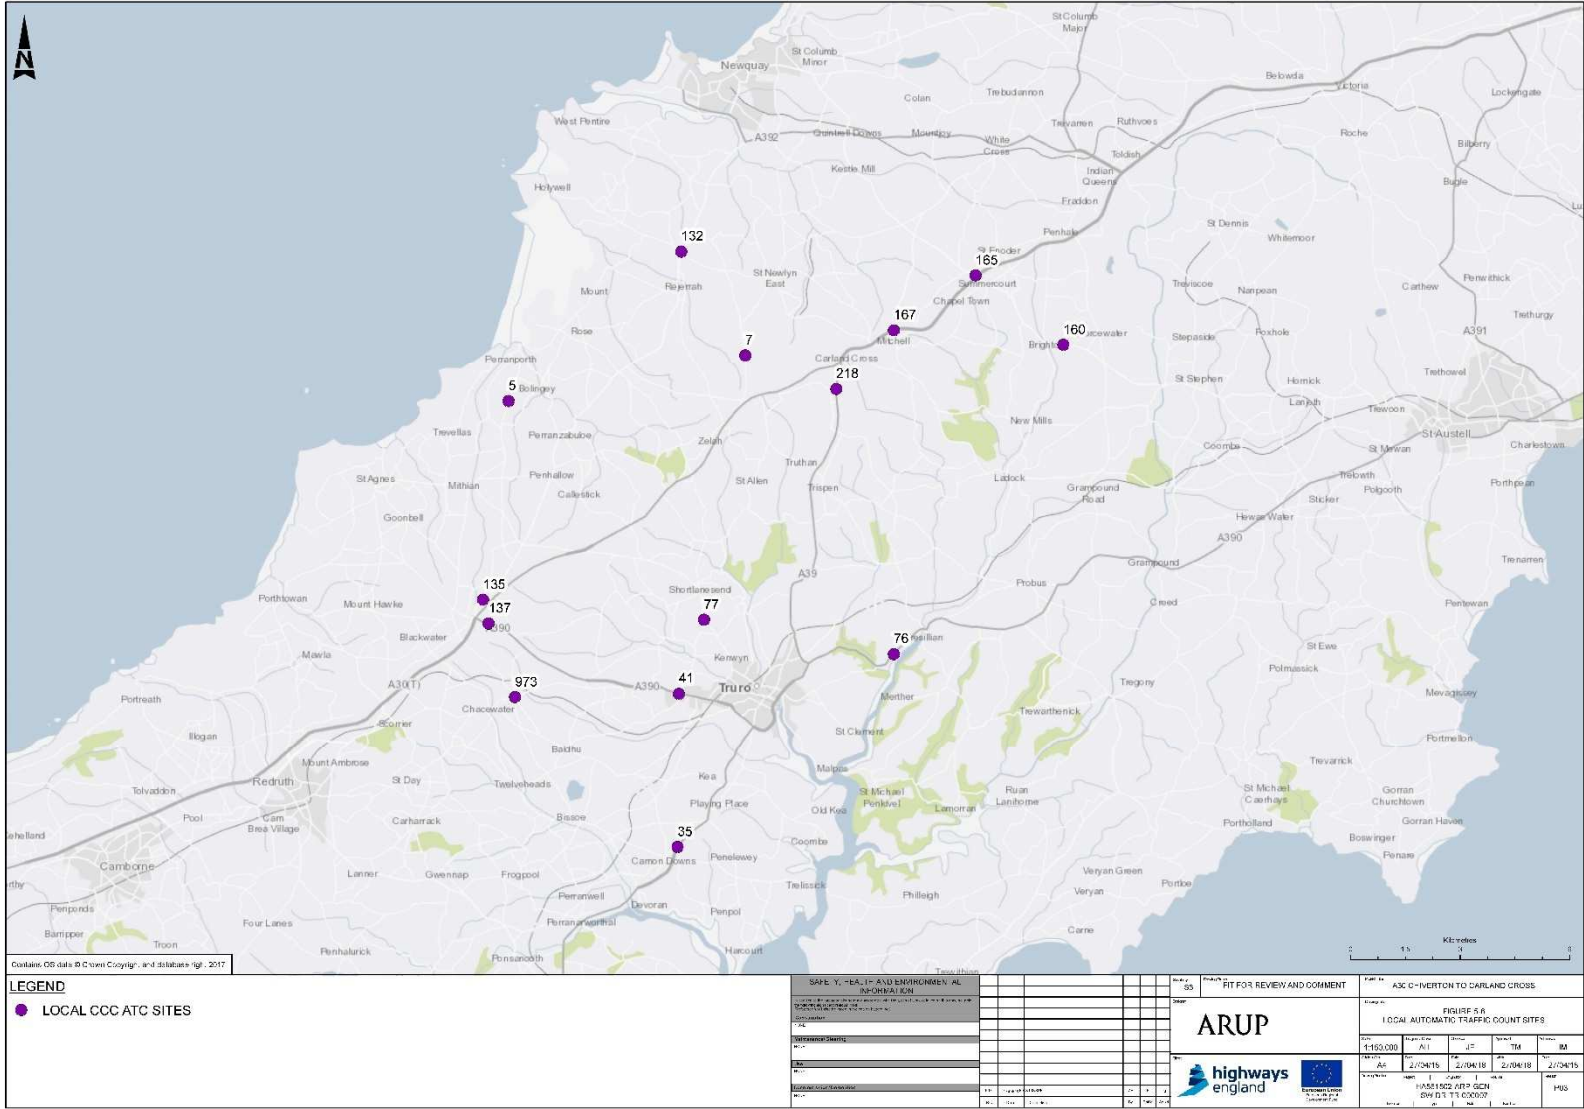 N
St Columb
Major
St Columb
Minor
Newquay
Belowda
Victoria
Lockengate
Colan
Trebudannon
West Pentire
A392
Quintrell Downs
Mountjoy
White
Cross
Trevarren
Ruthvoes
Roche
Bilberry
Toldish
Kestle Mill
Indian
Queens
Bugle
Holywell
Fraddon
St Dennis
Whitemoor
Penhale
132
St Enoder
165
Rejerrah
St Newlyn
East
Summercourt
Mount
Chapel Town
Treviscoe
Nanpean
Carthew
Penwithick
Trethurgy
167
Mitchell
160
Rose
7
Stepaside
Foxhole
A391
Perranporth
Carland Cross
218
5
Bolingey
St Stephen
Hornick
Trethowel
Lanjeth
Trewoon
St Austell
New Mills
Trevellas
Perranzabuloe
Zelah
Coombe
St Mewan
Charlestown
Truthan
St Agnes
Mithian
Penhallow
Callestick
St Allen
Trispen
Ladock
Grampound
Road
Trelowth
Polgooth
Porthpean
Sticker
Goonbell
Hewas Water
A390
Trenarren
A39
Grampound
135
Porthtowan
Mount Hawke
Shortlanesend
77
Probus
Creed
Pentewan
137
Blackwater
Mawla
Kenwyn
76
St Ewe
Polmassick
A30(T)
973
A390
41
Truro
Tregony
Mevagissey
Portreath
Chacewater
Merther
Trewarthenick
Scorrier
Illogan
Baldhu
St Clement
Portmellon
Mount Ambrose
Redruth
St Day
Twelveheads
Kea
Malpas
Trevarrick
Tolvaddon
Pool
Carn
Brea Village
Carharrack
Bissoe
Playing Place
Old Kea
St Michael
Penkivel
Lamorran
Ruan
Lanihorne
St Michael
Caerhays
Gorran
Churchtown
Portholland
Gorran Haven
Boswinger
35
Coombe
Penare
Camborne
Lanner
Gwennap
Frogpool
Carnon Downs
Penelewey
Trelissick
Veryan Green
Veryan
Portloe
Philleigh
Perranwell
Devoran
Penponds
Four Lanes
Perranarworthal
Penpol
Barripper
Troon
Penhalurick
Ponsanooth
Harcourt
Carne
Kilometres
Contains OS data © Crown Copyright and database right 2017
LEGEND
LOCAL CCC ATC SITES
SAFETY, HEALTH AND ENVIRONMENTAL
INFORMATION
S3
FIT FOR REVIEW AND COMMENT
A30 CHIVERTON TO CARLAND CROSS
ARUP
FIGURE 5-6
LOCAL AUTOMATIC TRAFFIC COUNT SITES
TM
A4
27/04/18
highways
england
European Union
P03